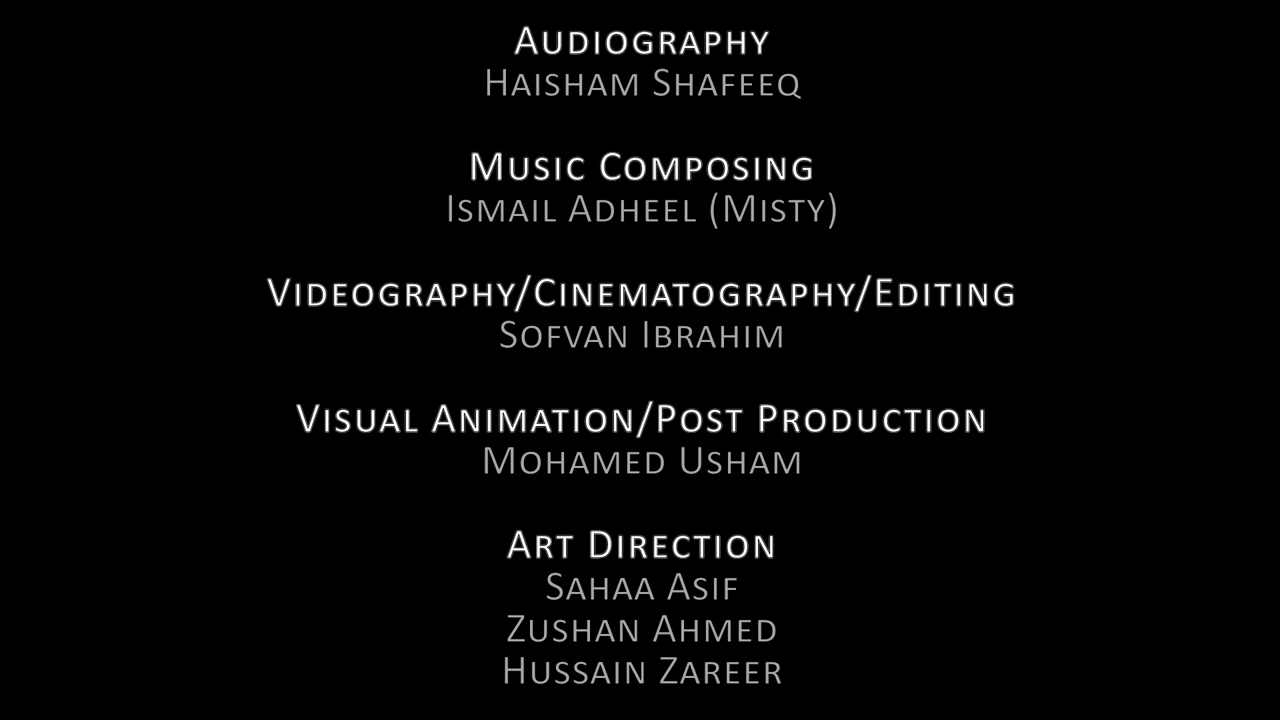 Audiography
Haisham Shafeeq
Music Composing
Ismail Adheel (Misty)
Videography/Cinematography/Editing
Sofvan Ibrahim
Visual Animation/Post Production
Mohamed Usham
Art Direction
Sahaa Asif
Zushan Ahmed
Hussain Zareer